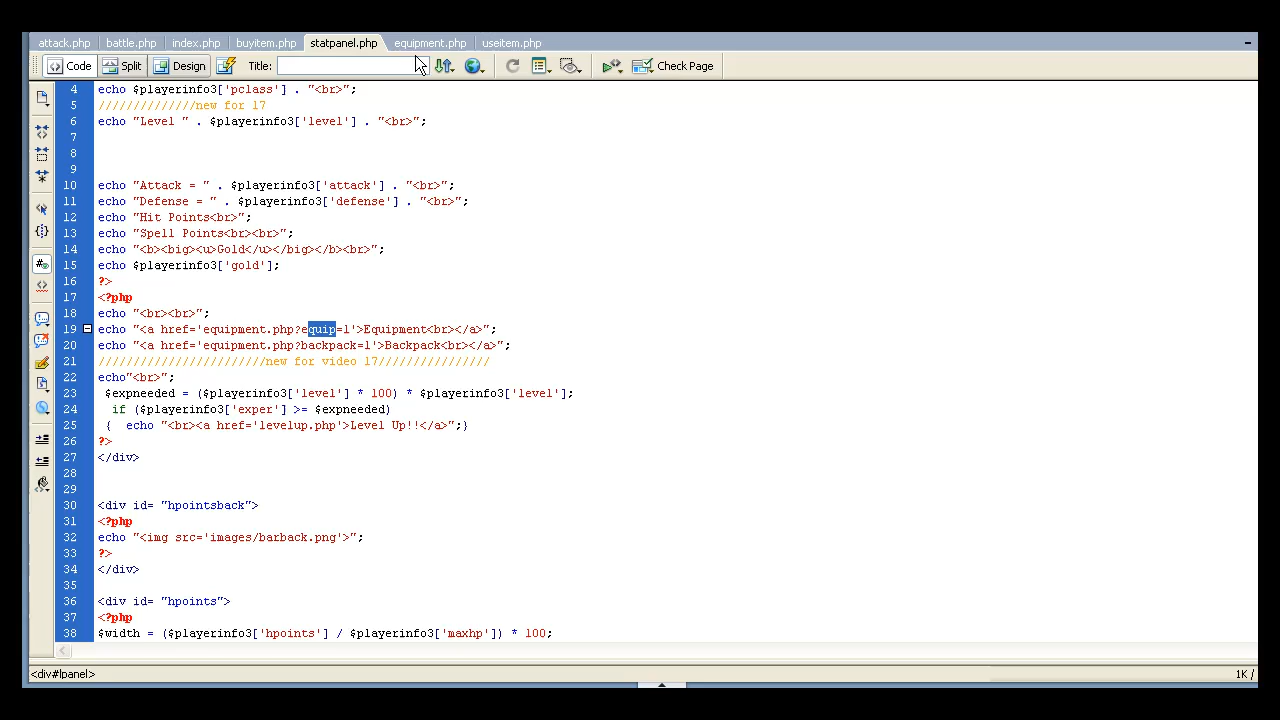 attack.php battle.php index.php buyitem.php statpanel.php equipment.php useitem.php
Code Split Design Title: Check Page
4 echo $playerinfo3['pclass'] . "<br>";
5 //////////////new for 17
6 echo "Level " . $playerinfo3['level'] . "<br>";
7
8
9
10 echo "Attack = " . $playerinfo3['attack'] . "<br>";
11 echo "Defense = " . $playerinfo3['defense'] . "<br>";
12 echo "Hit Points<br>";
13 echo "Spell Points<br><br>";
14 echo "<b><big><u>Gold</u></big></b><br>";
15 echo $playerinfo3['gold'];
16 ?>
17 <?php
18 echo "<br><br>";
19 echo "<a href='equipment.php?equip=1'>Equipment<br></a>";
20 echo "<a href='equipment.php?backpack=1'>Backpack<br></a>";
21 ////////////////////////new for video 17////////////////
22 echo"<br>";
23 $expneeded = ($playerinfo3['level'] * 100) * $playerinfo3['level'];
24 if ($playerinfo3['exper'] >= $expneeded)
25 { echo "<br><a href='levelup.php'>Level Up!!</a>";}
26 ?>
27 </div>
28
29
30 <div id= "hpointsback">
31 <?php
32 echo "<img src='images/barback.png'>";
33 ?>
34 </div>
35
36 <div id= "hpoints">
37 <?php
38 $width = ($playerinfo3['hpoints'] / $playerinfo3['maxhp']) * 100;
<div#lpanel> 1K /